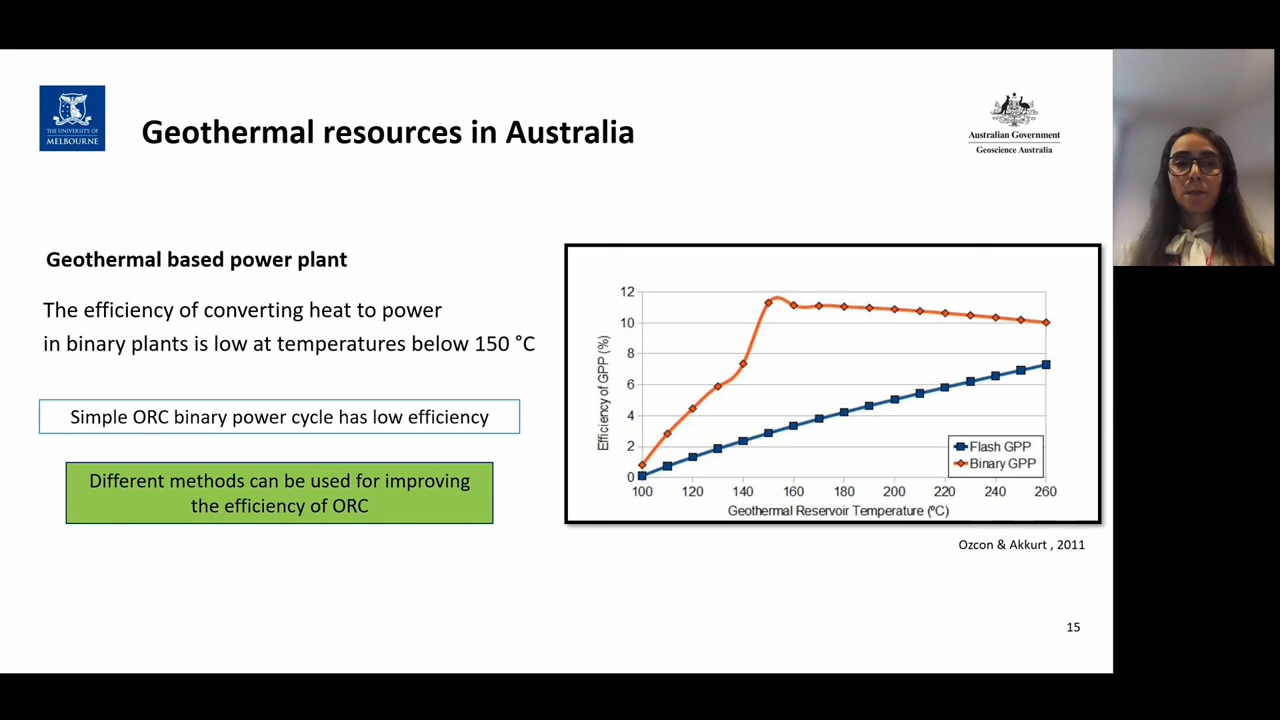 THE UNIVERSITY OF
MELBOURNE
Geothermal resources in Australia
Australian Government
Geoscience Australia
Geothermal based power plant
The efficiency of converting heat to power
in binary plants is low at temperatures below 150 °C
Simple ORC binary power cycle has low efficiency
Different methods can be used for improving
the efficiency of ORC
Efficiency of GPP (%)
12
10
8
6
4
2
0
100 120 140 160 180 200 220 240 260
Geothermal Reservoir Temperature (ºC)
Flash GPP
Binary GPP
Ozcon & Akkurt , 2011
15